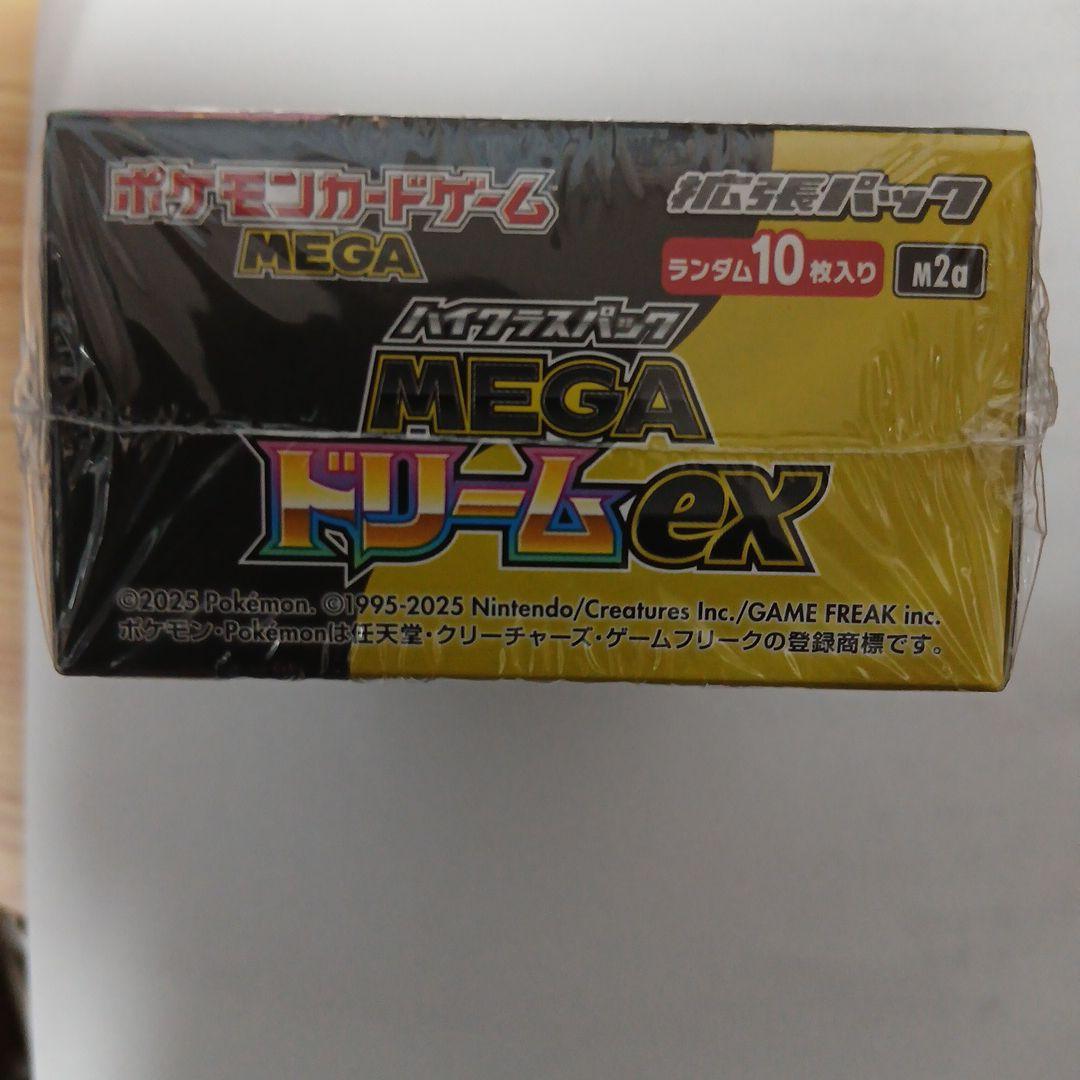 ポケモンカードゲーム
MEGA
拡張パック
ランダム10枚入り
M2a
ハイクラスパック
MEGA
ドリームex
©2025 Pokémon. ©1995-2025 Nintendo/Creatures Inc./GAME FREAK inc.
ポケモン・Pokémonは任天堂・クリーチャーズ・ゲームフリークの登録商標です。